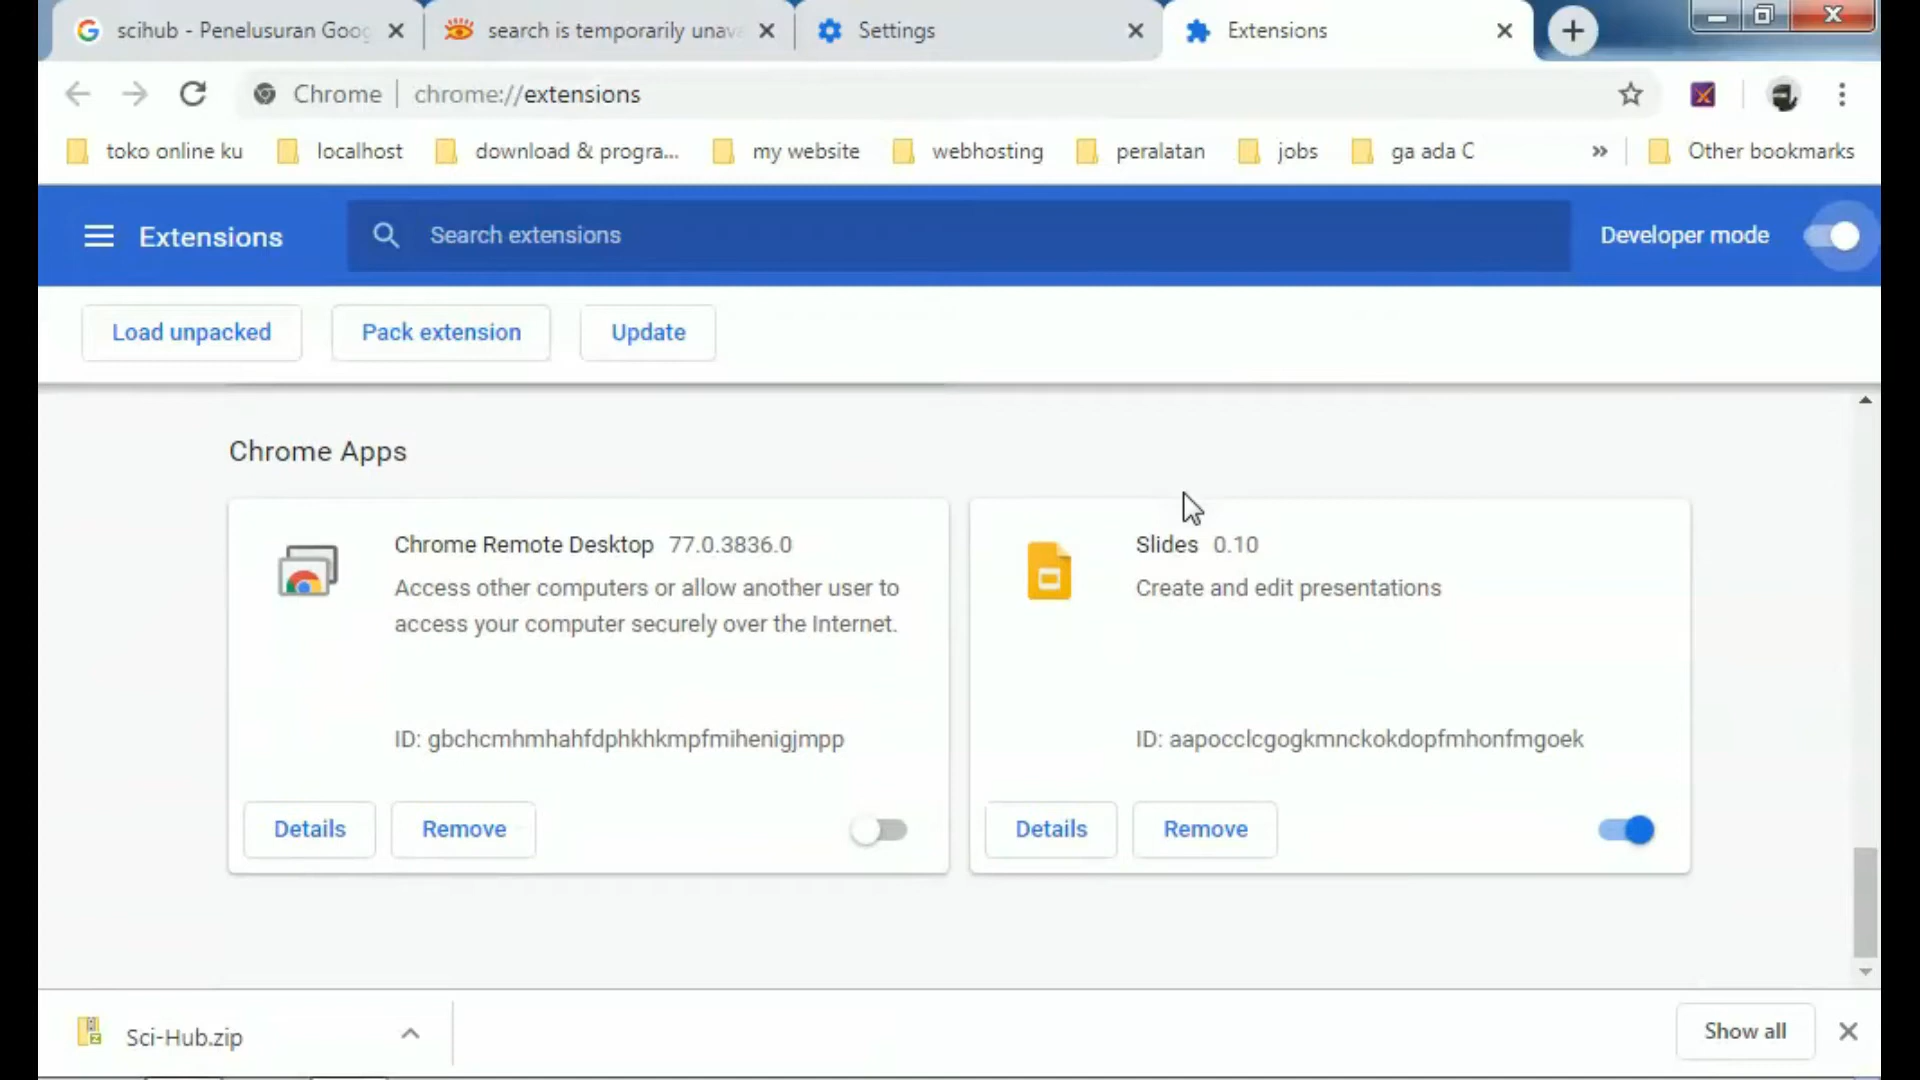 scihub - Penelusuran Goog
search is temporarily unav
Settings
Extensions
Chrome
chrome://extensions
toko online ku
localhost
download & progra...
my website
webhosting
peralatan
jobs
ga ada C
»
Other bookmarks
Extensions
Search extensions
Developer mode
Load unpacked
Pack extension
Update
Chrome Apps
Chrome Remote Desktop 77.0.3836.0
Access other computers or allow another user to
access your computer securely over the Internet.
ID: gbchcmhmhahfdphkhkmpfmihenigjmpp
Details
Remove
Slides 0.10
Create and edit presentations
ID: aapocclcgogkmnckokdopfmhonfmgoek
Details
Remove
Sci-Hub.zip
Show all